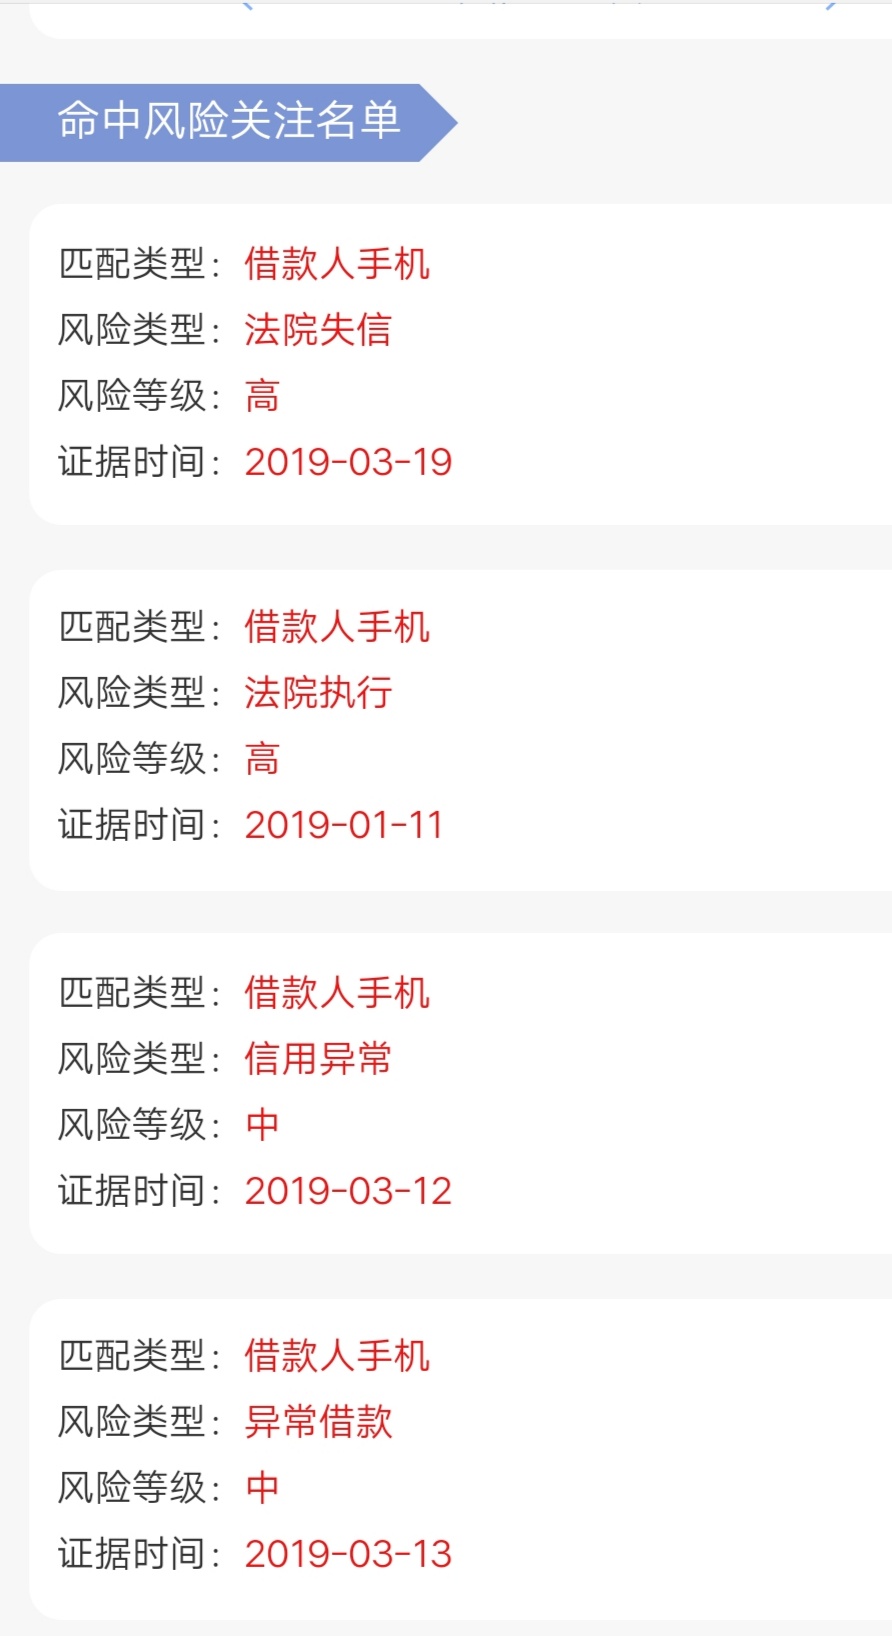 命中风险关注名单
匹配类型：借款人手机
风险类型：法院失信
风险等级：高
证据时间：2019-03-19
匹配类型：借款人手机
风险类型：法院执行
风险等级：高
证据时间：2019-01-11
匹配类型：借款人手机
风险类型：信用异常
风险等级：中
证据时间：2019-03-12
匹配类型：借款人手机
风险类型：异常借款
风险等级：中
证据时间：2019-03-13